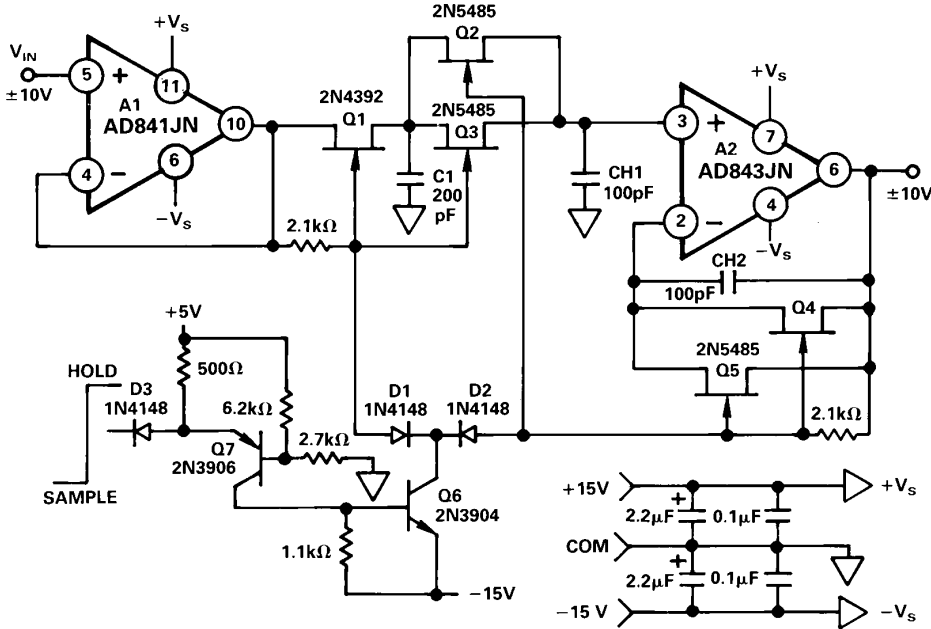 2N5485
+VS
Q2
VIN
±10V
5
+
11
A1
AD841JN
10
6
4
−
−VS
2N4392
Q1
2N5485
Q3
C1
200
pF
CH1
100pF
+VS
3
+
7
A2
AD843JN
6
4
2
−
−VS
±10V
2.1kΩ
CH2
100pF
Q4
2N5485
Q5
2.1kΩ
+5V
500Ω
HOLD
D3
1N4148
6.2kΩ
Q7
2N3906
2.7kΩ
SAMPLE
D1
1N4148
D2
1N4148
Q6
2N3904
1.1kΩ
−15V
+15V
+
2.2µF
0.1µF
+VS
COM
+
2.2µF
0.1µF
−15 V
−VS